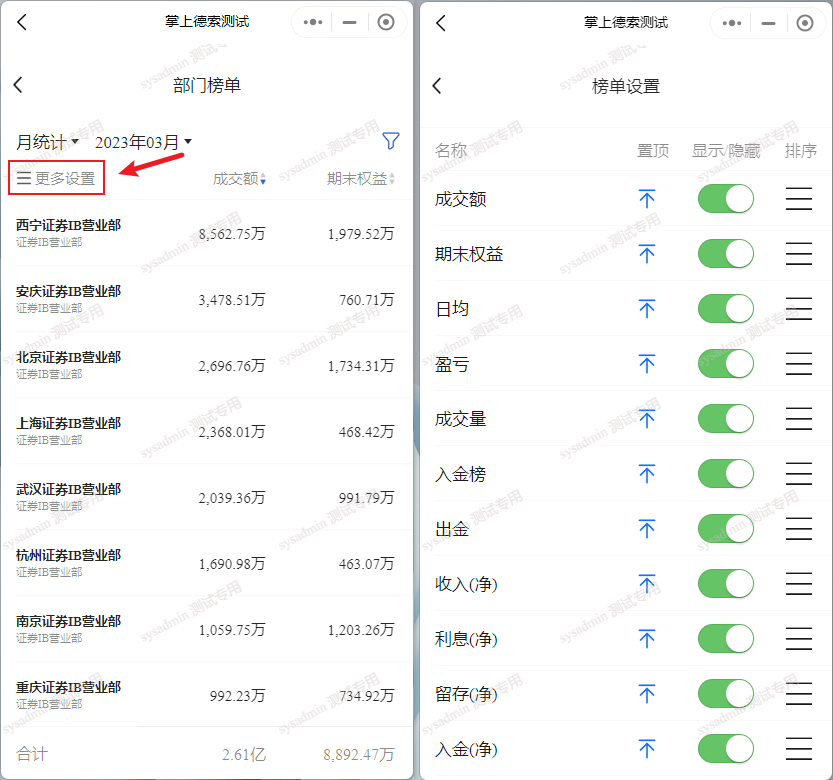 掌上德索测试
部门榜单
月统计 2023年03月
更多设置 成交额 期末权益
西宁证券IB营业部
证券IB营业部
8,562.75万 1,979.52万
安庆证券IB营业部
证券IB营业部
3,478.51万 760.71万
北京证券IB营业部
证券IB营业部
2,696.76万 1,734.31万
上海证券IB营业部
证券IB营业部
2,368.01万 468.42万
武汉证券IB营业部
证券IB营业部
2,039.36万 991.79万
杭州证券IB营业部
证券IB营业部
1,690.98万 463.07万
南京证券IB营业部
证券IB营业部
1,059.75万 1,203.26万
重庆证券IB营业部
证券IB营业部
992.23万 734.92万
合计 2.61亿 8,892.47万
sysadmin 测试专用
掌上德索测试
榜单设置
名称 置顶 显示/隐藏 排序
成交额
期末权益
日均
盈亏
成交量
入金榜
出金
收入(净)
利息(净)
留存(净)
入金(净)
sysadmin 测试专用